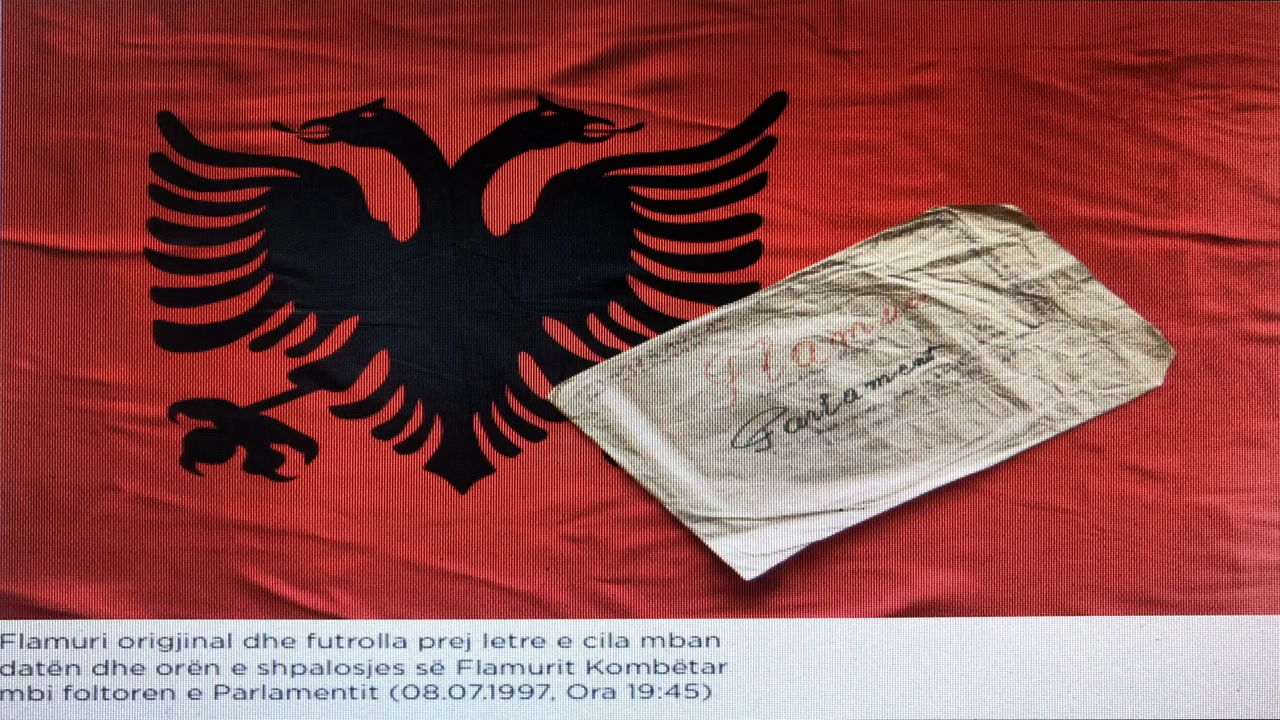 Flamuri
Parlament
Flamuri origjinal dhe futrolla prej letre e cila mban
datën dhe orën e shpalosjes së Flamurit Kombëtar
mbi foltoren e Parlamentit (08.07.1997, Ora 19:45)